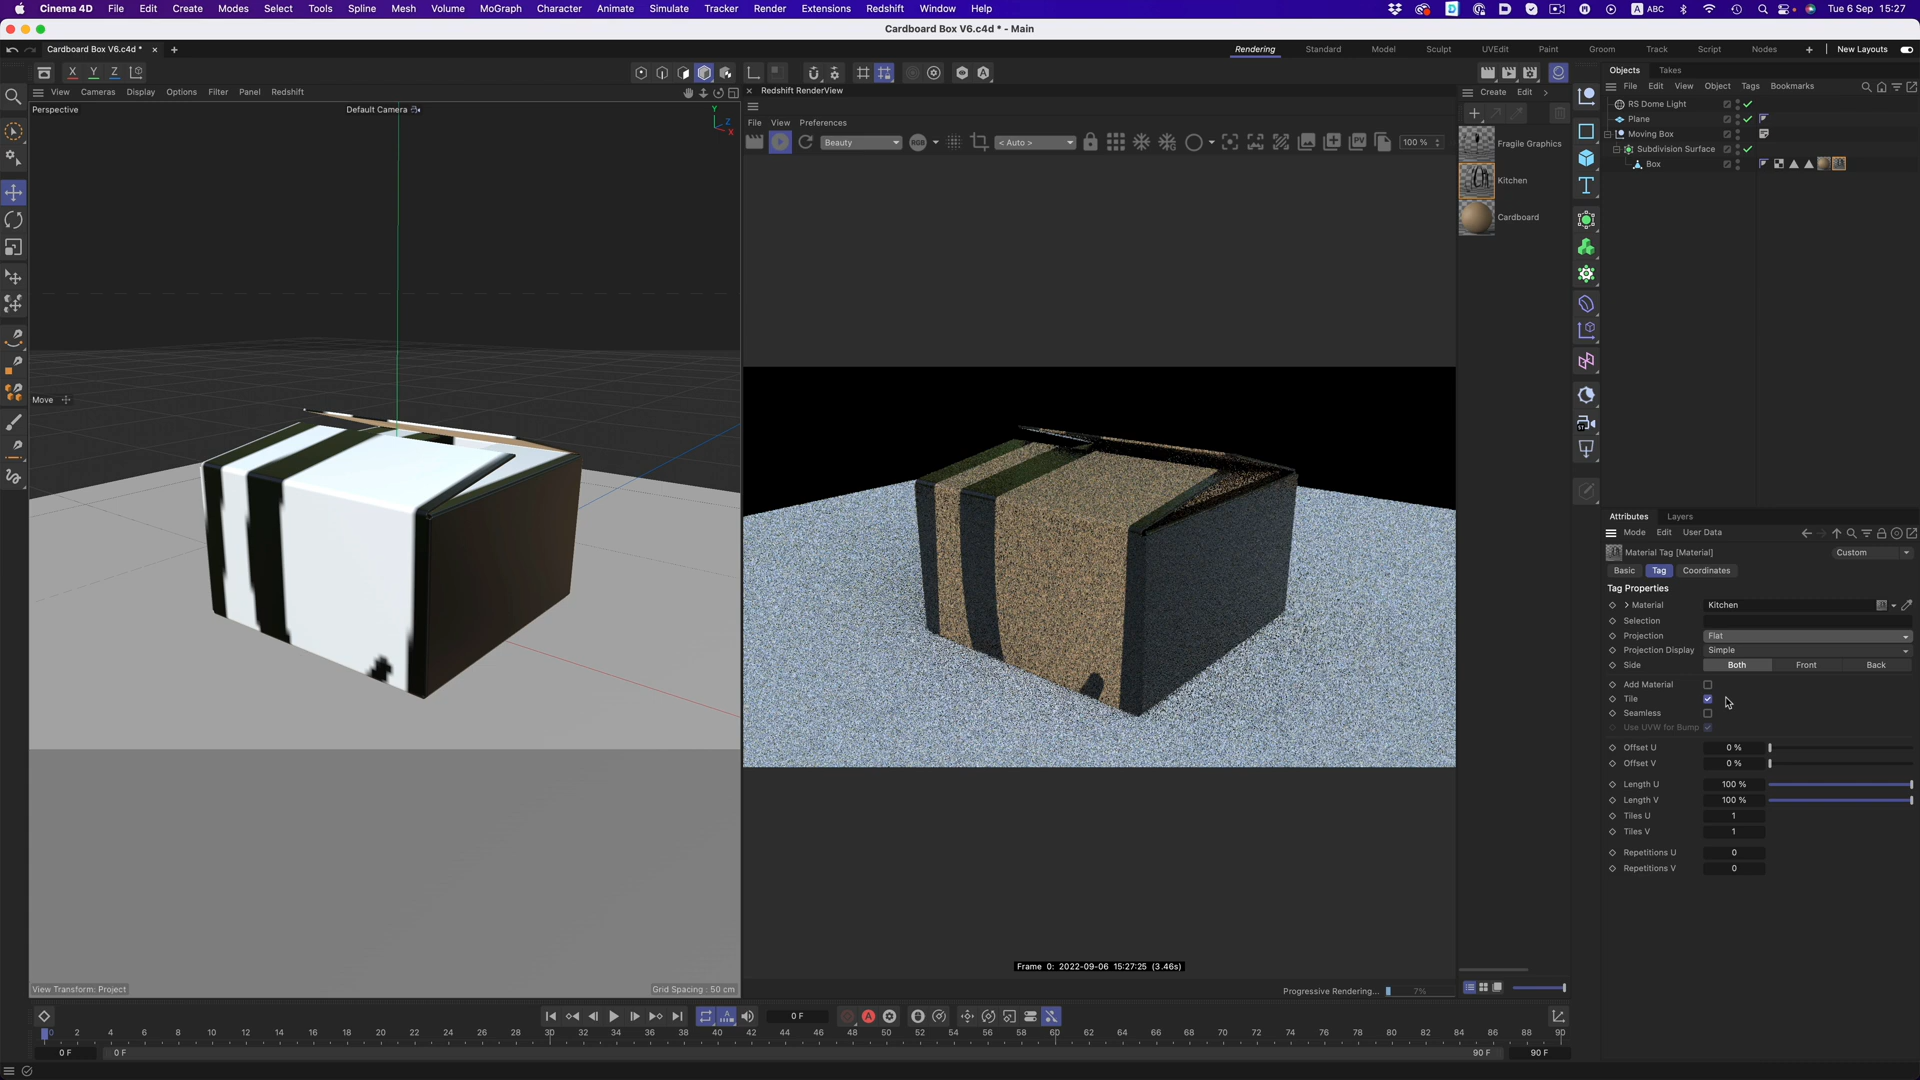 Cinema 4D File Edit Create Modes Select Tools Spline Mesh Volume MoGraph Character Animate Simulate Tracker Render Extensions Redshift Window Help ABC Tue 6 Sep 15:27
Cardboard Box V6.c4d * - Main
Cardboard Box V6.c4d * × + Rendering Standard Model Sculpt UVEdit Paint Groom Track Script Nodes + New Layouts
X Y Z
View Cameras Display Options Filter Panel Redshift
Perspective
Default Camera
Y
Z
X
Move
View Transform: Project
Grid Spacing : 50 cm
Redshift RenderView
File View Preferences
Beauty RGB < Auto > PV 100 %
Frame 0: 2022-09-06 15:27:25 (3.46s)
Progressive Rendering... 7%
Create Edit
Fragile Graphics
Kitchen
Cardboard
Objects Takes
File Edit View Object Tags Bookmarks
RS Dome Light
Plane
Moving Box
Subdivision Surface
Box
Attributes Layers
Mode Edit User Data
Material Tag [Material] Custom
Basic Tag Coordinates
Tag Properties
Material Kitchen
Selection
Projection Flat
Projection Display Simple
Side Both Front Back
Add Material
Tile
Seamless
Use UVW for Bump
Offset U 0 %
Offset V 0 %
Length U 100 %
Length V 100 %
Tiles U 1
Tiles V 1
Repetitions U 0
Repetitions V 0
0 F
0 2 4 6 8 10 12 14 16 18 20 22 24 26 28 30 32 34 36 38 40 42 44 46 48 50 52 54 56 58 60 62 64 66 68 70 72 74 76 78 80 82 84 86 88 90
0 F 0 F 90 F 90 F